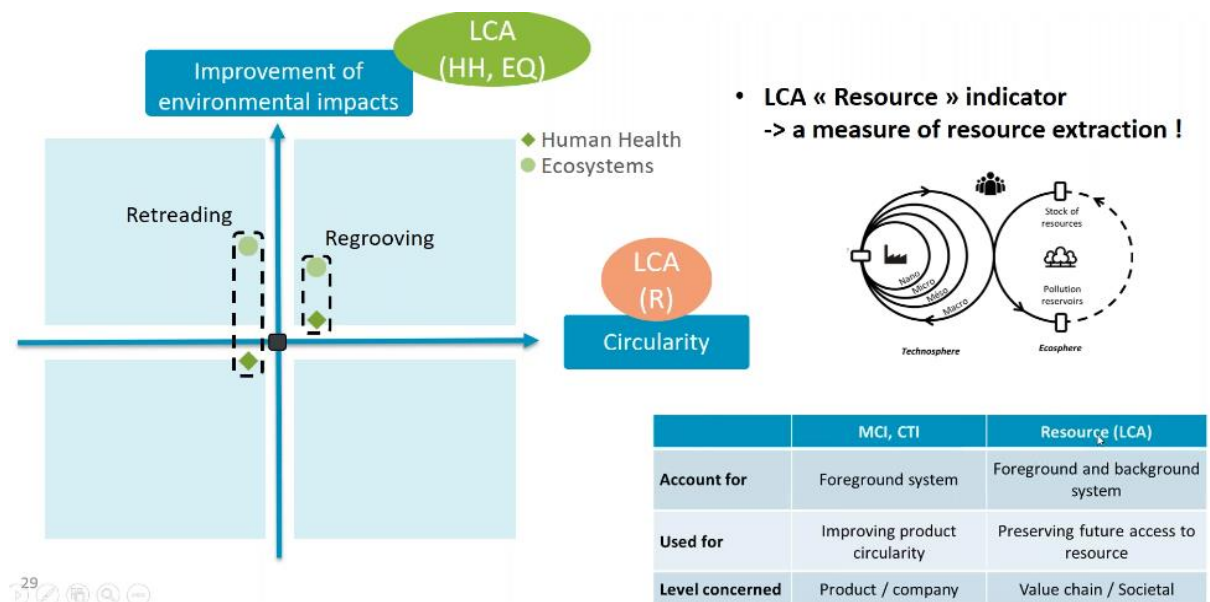 LCA
(HH, EQ)
Improvement of
environmental impacts
Human Health
Ecosystems
Retreading
Regrooving
LCA
(R)
Circularity
• LCA « Resource » indicator
-> a measure of resource extraction !
Stock of
resources
Nano
Micro
Méso
Macro
Pollution
reservoirs
Technosphere
Ecosphere
MCI, CTI
Resource (LCA)
Account for
Foreground system
Foreground and background
system
Used for
Improving product
circularity
Preserving future access to
resource
Level concerned
Product / company
Value chain / Societal
29